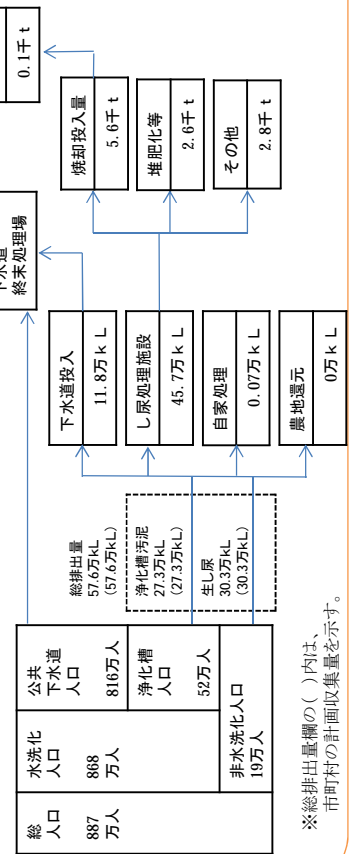 総
人口
887
万人
水洗化
人口
868
万人
公共
下水道
人口
816万人
浄化槽
人口
52万人
非水洗化人口
19万人
総排出量
57.6万kL
(57.6万kL)
浄化槽汚泥
27.3万kL
(27.3万kL)
生し尿
30.3万kL
(30.3万kL)
終末処理場
下水道投入
11.8万kL
し尿処理施設
45.7万kL
自家処理
0.07万kL
農地還元
0万kL
0.1千t
焼却投入量
5.6千t
堆肥化等
2.6千t
その他
2.8千t
※総排出量欄の( )内は、
市町村の計画収集量を示す。